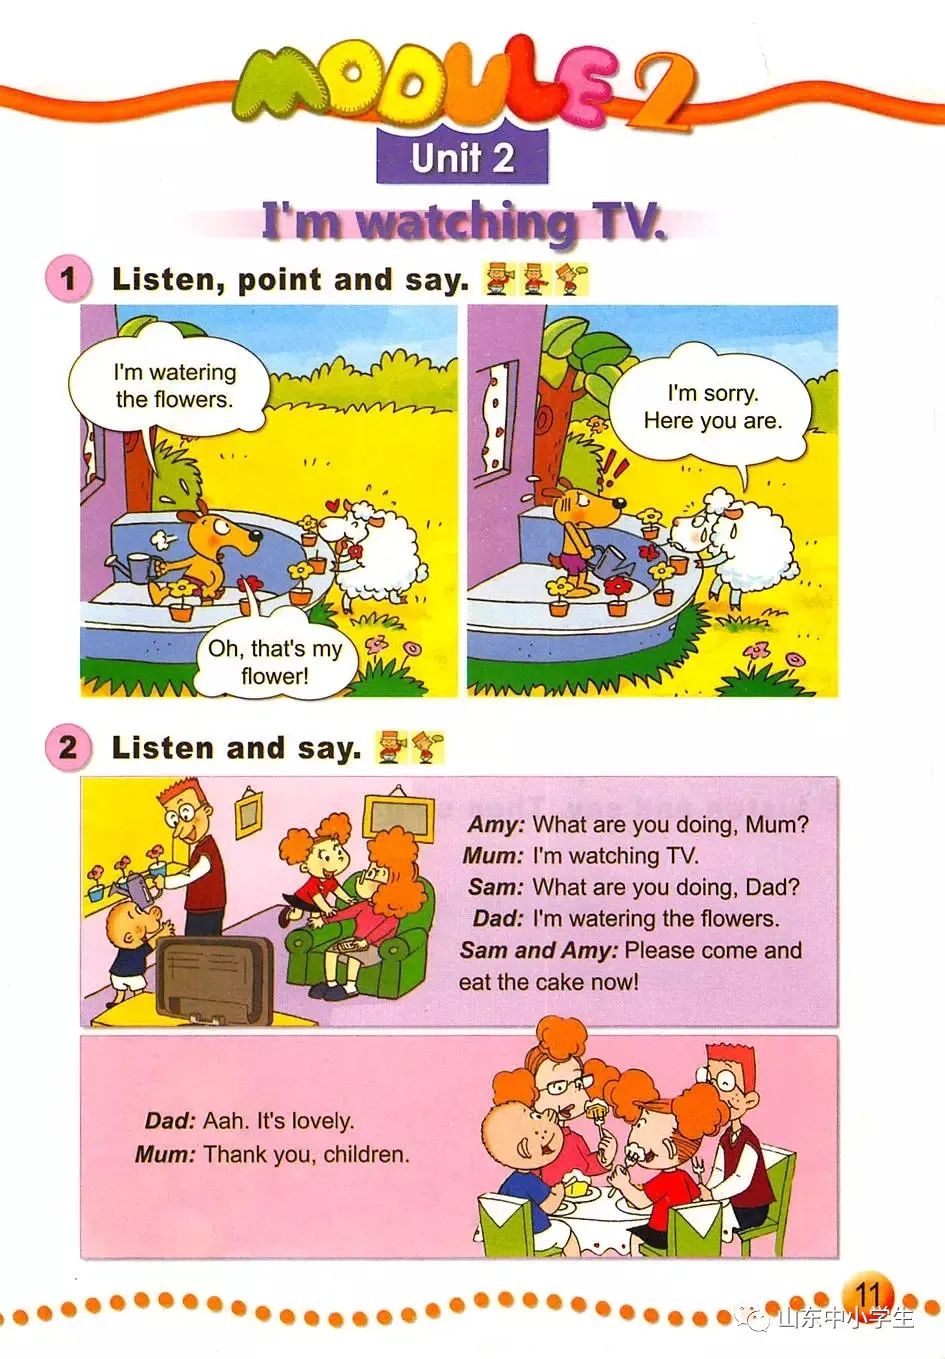 MODULE 2
Unit 2
I'm watching TV.
1 Listen, point and say.
I'm watering
the flowers.
Oh, that's my
flower!
I'm sorry.
Here you are.
!!
2 Listen and say.
Amy: What are you doing, Mum?
Mum: I'm watching TV.
Sam: What are you doing, Dad?
Dad: I'm watering the flowers.
Sam and Amy: Please come and
eat the cake now!
Dad: Aah. It's lovely.
Mum: Thank you, children.
11
山东中小学生